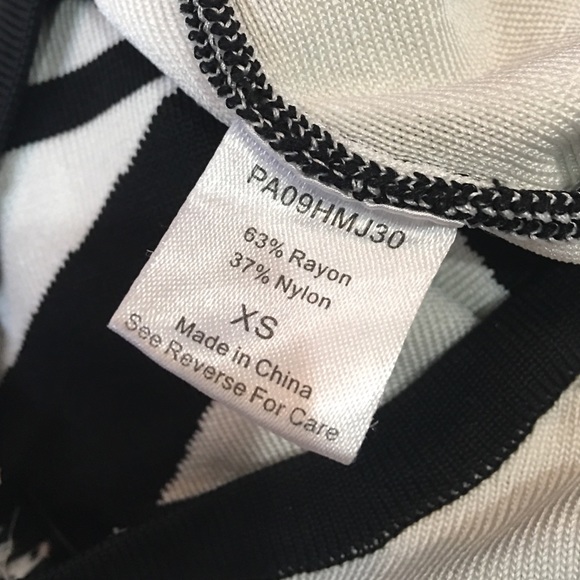 PA09HMJ30
63% Rayon
37% Nylon
XS
Made in China
See Reverse For Care